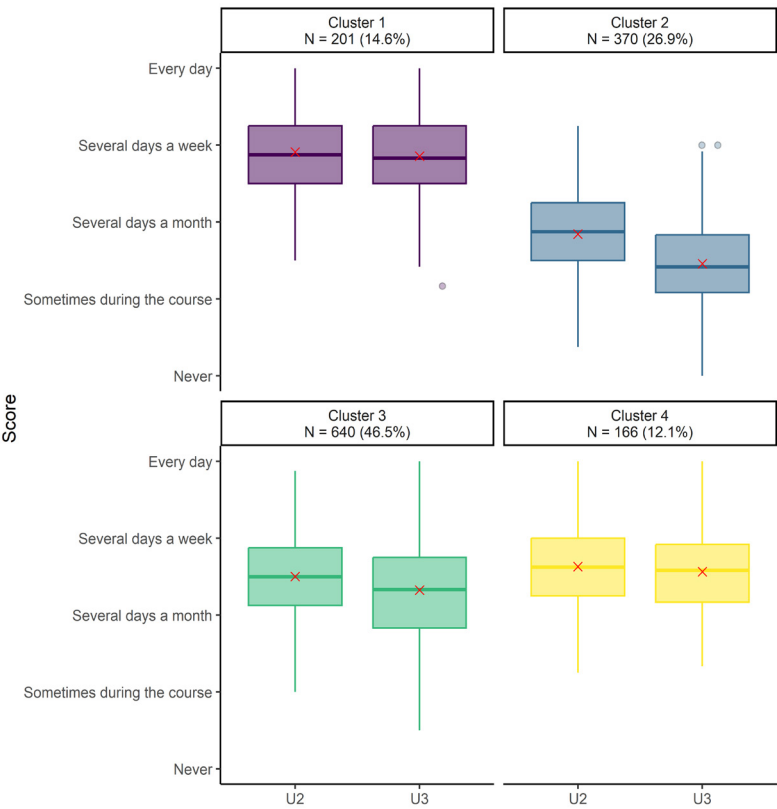 Cluster 1
N = 201 (14.6%)
Cluster 2
N = 370 (26.9%)
Every day
Several days a week
Several days a month
Sometimes during the course
Never
Score
Cluster 3
N = 640 (46.5%)
Cluster 4
N = 166 (12.1%)
Every day
Several days a week
Several days a month
Sometimes during the course
Never
U2
U3
U2
U3